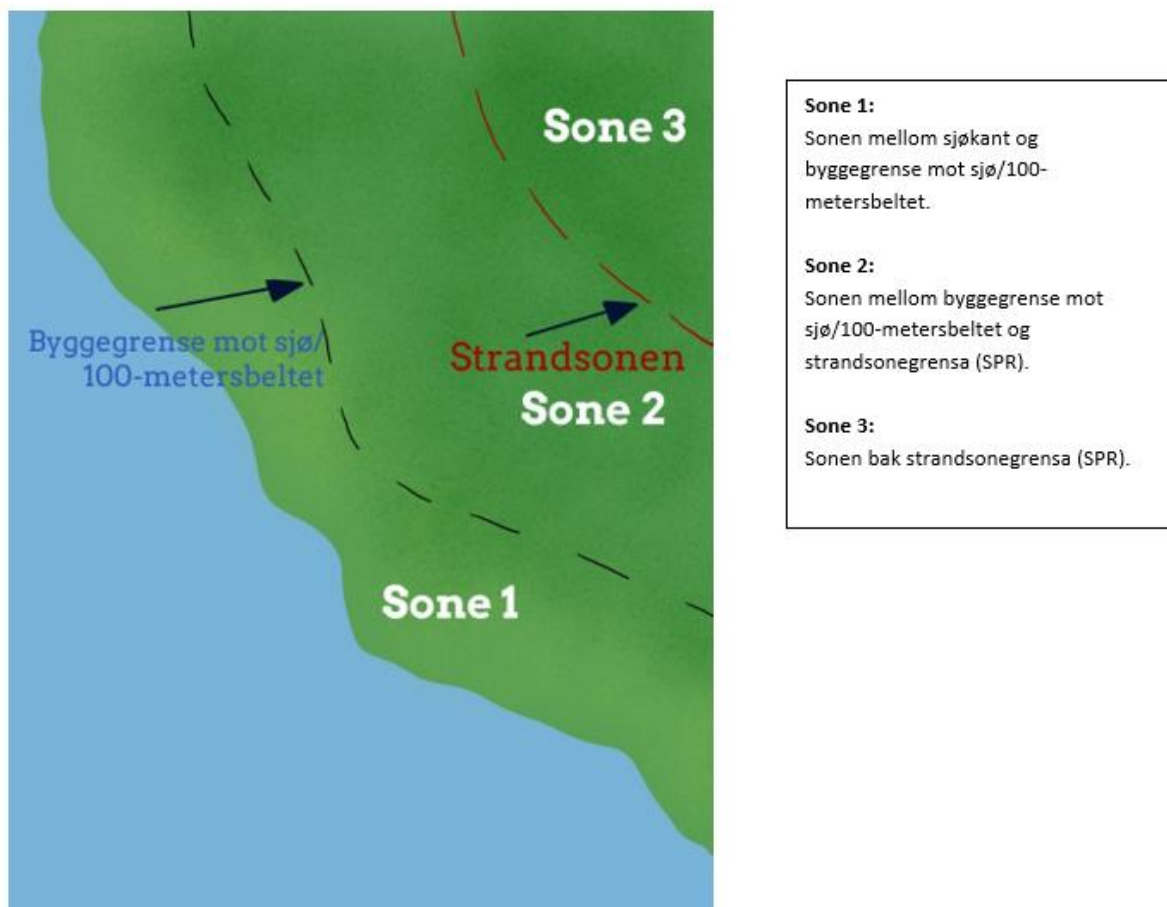 Sone 3
Byggegrense mot sjø/
100-metersbeltet
Strandsonen
Sone 2
Sone 1
Sone 1:
Sonen mellom sjøkant og
byggegrense mot sjø/100-
metersbeltet.
Sone 2:
Sonen mellom byggegrense mot
sjø/100-metersbeltet og
strandsonegrensa (SPR).
Sone 3:
Sonen bak strandsonegrensa (SPR).